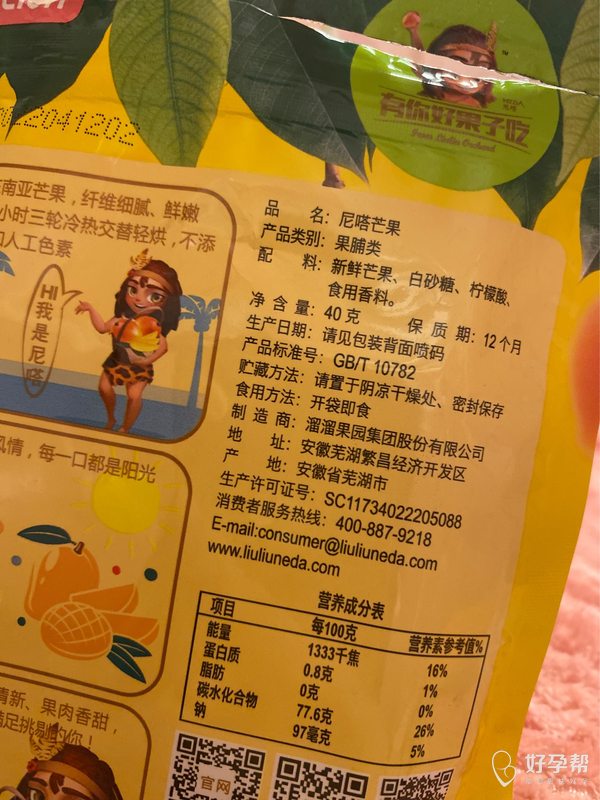 有你好果子吃
TM
22041202
南亚芒果，纤维细腻、鲜嫩
小时三轮冷热交替轻烘，不添
人工色素
HI
我是尼嗒
品名：尼嗒芒果
产品类别：果脯类
配料：新鲜芒果、白砂糖、柠檬酸、
食用香料。
净含量：40克 保质期：12个月
生产日期：请见包装背面喷码
产品标准号：GB/T 10782
贮藏方法：请置于阴凉干燥处、密封保存
食用方法：开袋即食
制造商：溜溜果园集团股份有限公司
地址：安徽芜湖繁昌经济开发区
产地：安徽省芜湖市
生产许可证号：SC11734022205088
消费者服务热线：400-887-9218
E-mail:consumer@liuliuneda.com
www.liuliuneda.com
风情，每一口都是阳光
营养成分表
项目 每100克 营养素参考值%
能量 1333千焦 16%
蛋白质 0.8克 1%
脂肪 0克 0%
碳水化合物 77.6克 26%
钠 97毫克 5%
清新、果肉香甜，
满足挑剔的你！
官网
好孕帮